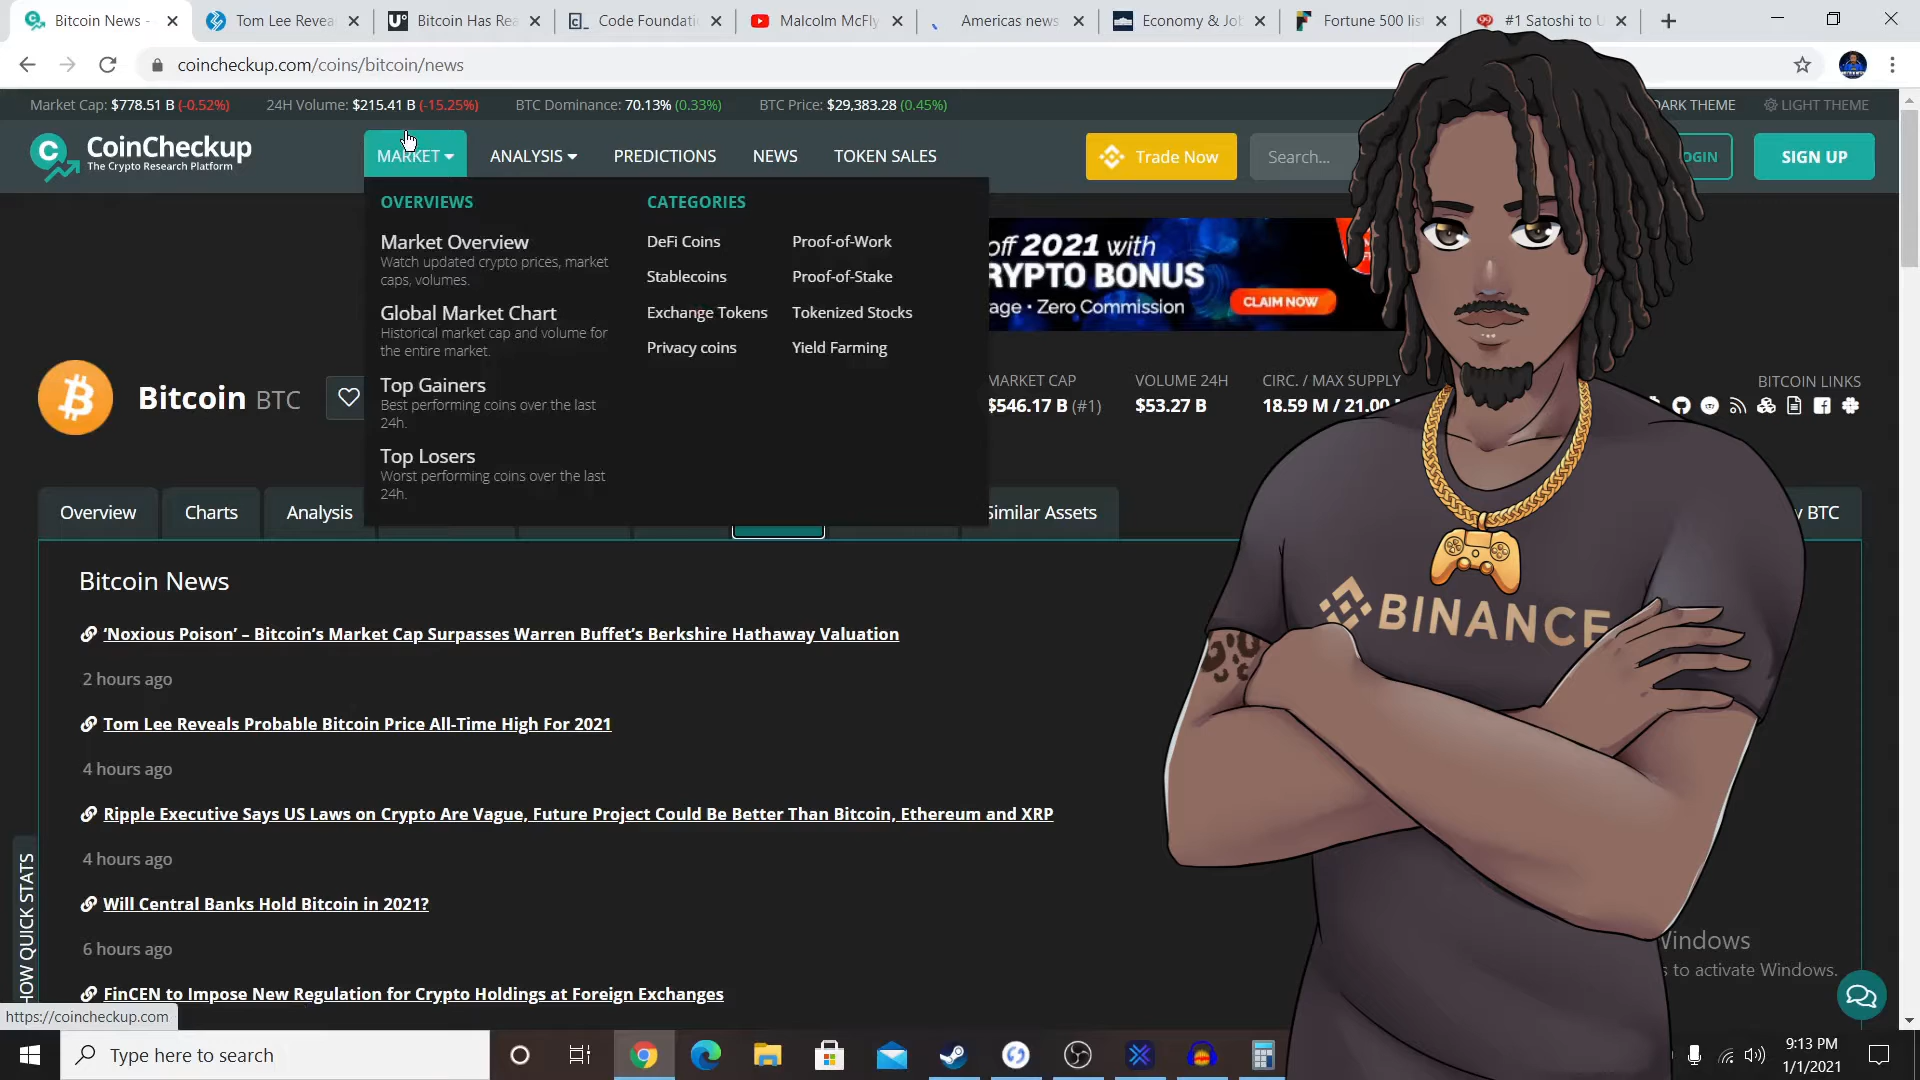 Bitcoin News -
Tom Lee Revea
Bitcoin Has Rea
Code Foundati
Malcolm McFly
Americas news
Economy & Jo
Fortune 500 lis
#1 Satoshi to U
coincheckup.com/coins/bitcoin/news
Market Cap: $778.51 B (-0.52%)
24H Volume: $215.41 B (-15.25%)
BTC Dominance: 70.13% (0.33%)
BTC Price: $29,383.28 (0.45%)
DARK THEME
LIGHT THEME
CoinCheckup
The Crypto Research Platform
MARKET
ANALYSIS
PREDICTIONS
NEWS
TOKEN SALES
Trade Now
Search...
OGIN
SIGN UP
OVERVIEWS
Market Overview
Watch updated crypto prices, market
caps, volumes.
Global Market Chart
Historical market cap and volume for
the entire market.
Top Gainers
Best performing coins over the last
24h.
Top Losers
Worst performing coins over the last
24h.
CATEGORIES
DeFi Coins
Proof-of-Work
Stablecoins
Proof-of-Stake
Exchange Tokens
Tokenized Stocks
Privacy coins
Yield Farming
off 2021 with
RYPTO BONUS
age · Zero Commission
CLAIM NOW
Bitcoin BTC
MARKET CAP
$546.17 B (#1)
VOLUME 24H
$53.27 B
CIRC. / MAX SUPPLY
18.59 M / 21.00
BITCOIN LINKS
Overview
Charts
Analysis
Similar Assets
y BTC
Bitcoin News
‘Noxious Poison’ – Bitcoin’s Market Cap Surpasses Warren Buffet’s Berkshire Hathaway Valuation
2 hours ago
Tom Lee Reveals Probable Bitcoin Price All-Time High For 2021
4 hours ago
Ripple Executive Says US Laws on Crypto Are Vague, Future Project Could Be Better Than Bitcoin, Ethereum and XRP
4 hours ago
Will Central Banks Hold Bitcoin in 2021?
6 hours ago
FinCEN to Impose New Regulation for Crypto Holdings at Foreign Exchanges
HOW QUICK STATS
BINANCE
Windows
s to activate Windows.
https://coincheckup.com
Type here to search
9:13 PM
1/1/2021